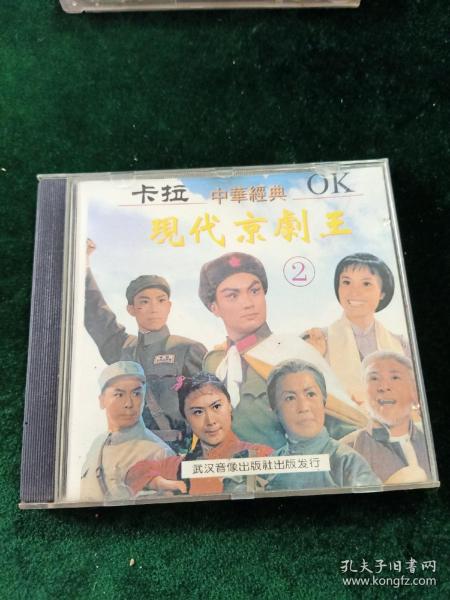 卡拉 中華經典 OK
現代京劇王
2
武汉音像出版社出版发行
孔夫子旧书网
www.kongfz.com